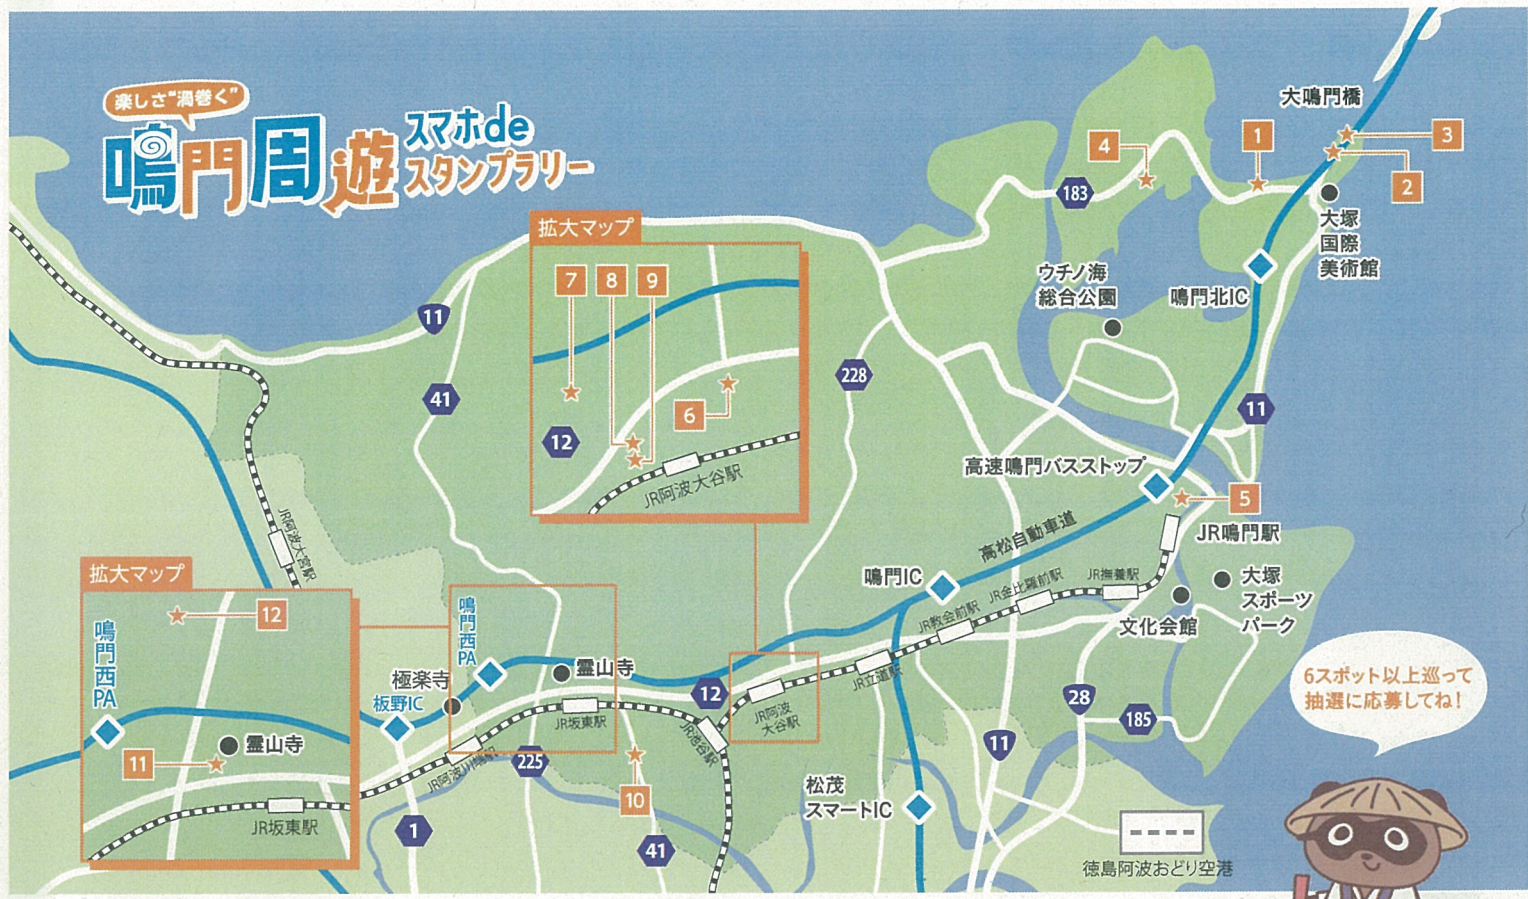 楽しさ“渦巻く”
鳴門周遊
スマホde
スタンプラリー
拡大マップ
7
8
9
12
6
JR阿波大谷駅
大鳴門橋
4
1
3
2
183
大塚
国際
美術館
ウチノ海
総合公園
鳴門北IC
11
41
228
11
高速鳴門バスストップ
5
JR鳴門駅
高松自動車道
鳴門IC
JR撫養駅
JR金比羅前駅
JR教会前駅
JR立道駅
大塚
スポーツ
パーク
文化会館
JR阿波大宮駅
拡大マップ
12
鳴門西PA
霊山寺
11
JR坂東駅
鳴門西PA
極楽寺
板野IC
霊山寺
JR坂東駅
12
JR阿波
大谷駅
JR池谷駅
JR阿波川端駅
225
10
1
41
28
185
11
松茂
スマートIC
徳島阿波おどり空港
6スポット以上巡って
抽選に応募してね!